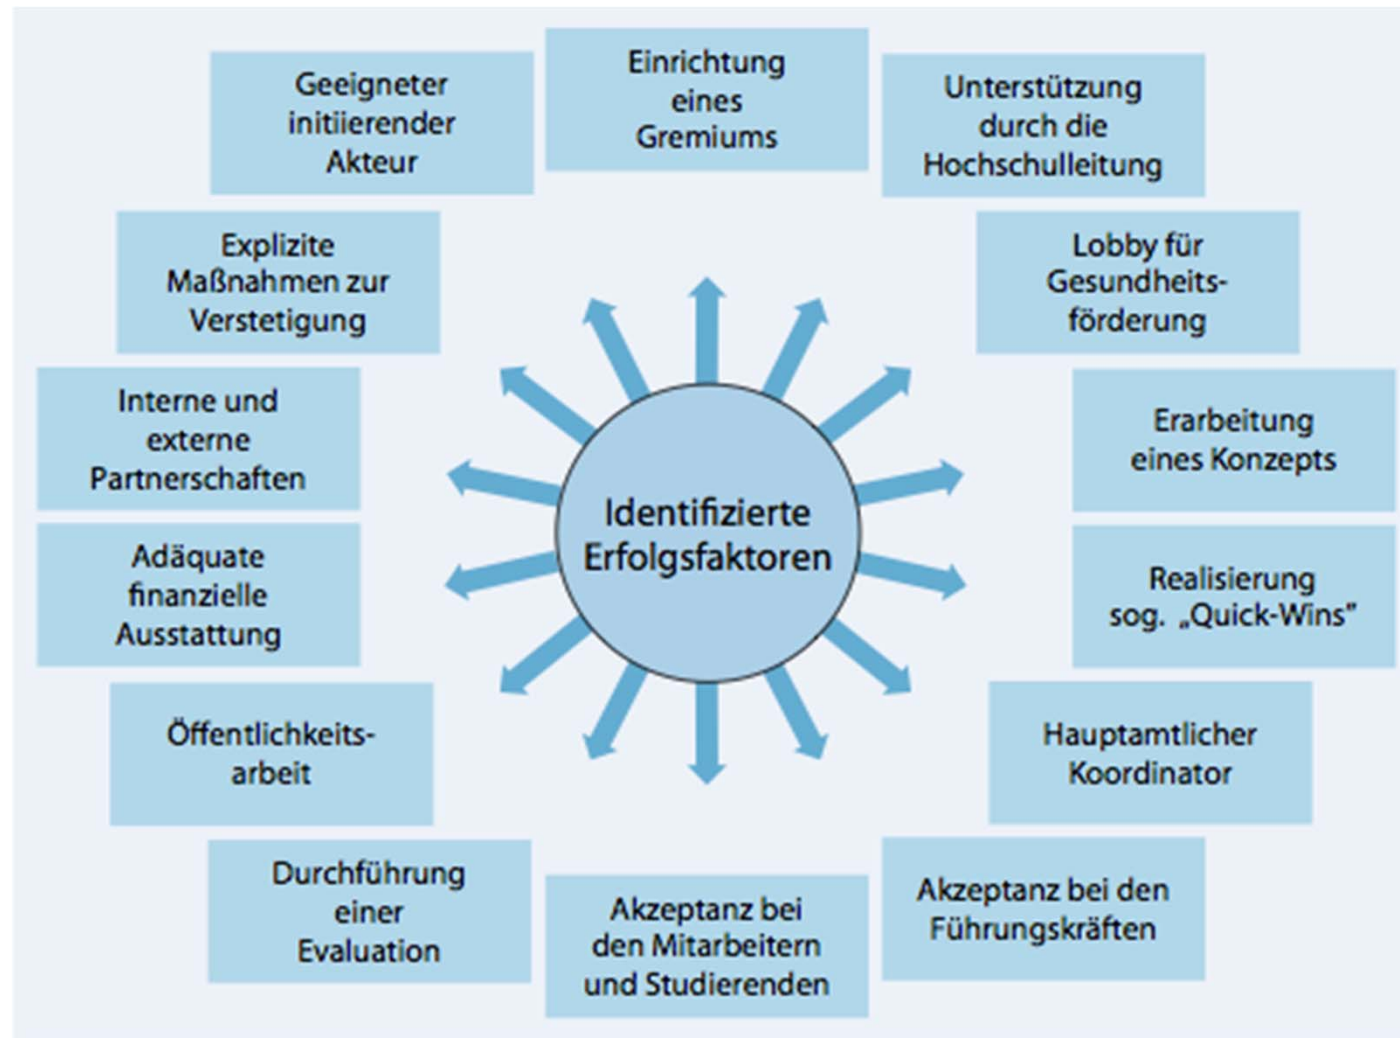 Einrichtung
eines
Gremiums
Unterstützung
durch die
Hochschulleitung
Lobby für
Gesundheits-
förderung
Erarbeitung
eines Konzepts
Realisierung
sog. „Quick-Wins”
Hauptamtlicher
Koordinator
Akzeptanz bei den
Führungskräften
Akzeptanz bei
den Mitarbeitern
und Studierenden
Durchführung
einer
Evaluation
Öffentlichkeits-
arbeit
Adäquate
finanzielle
Ausstattung
Interne und
externe
Partnerschaften
Explizite
Maßnahmen zur
Verstetigung
Geeigneter
initiierender
Akteur
Identifizierte
Erfolgsfaktoren